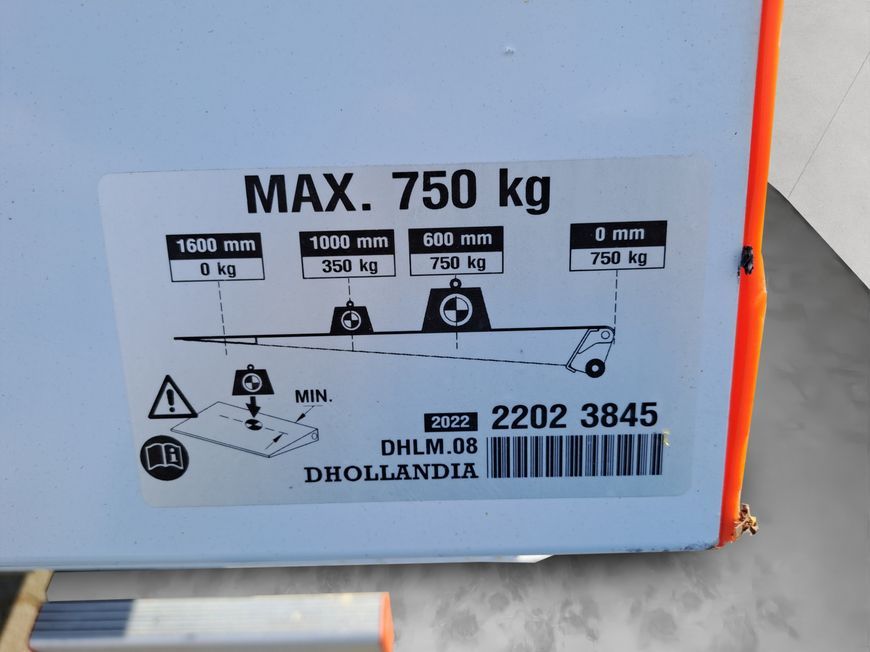 MAX. 750 kg
1600 mm
0 kg
1000 mm
350 kg
600 mm
750 kg
0 mm
750 kg
MIN.
2022 2202 3845
DHLM.08
DHOLLANDIA